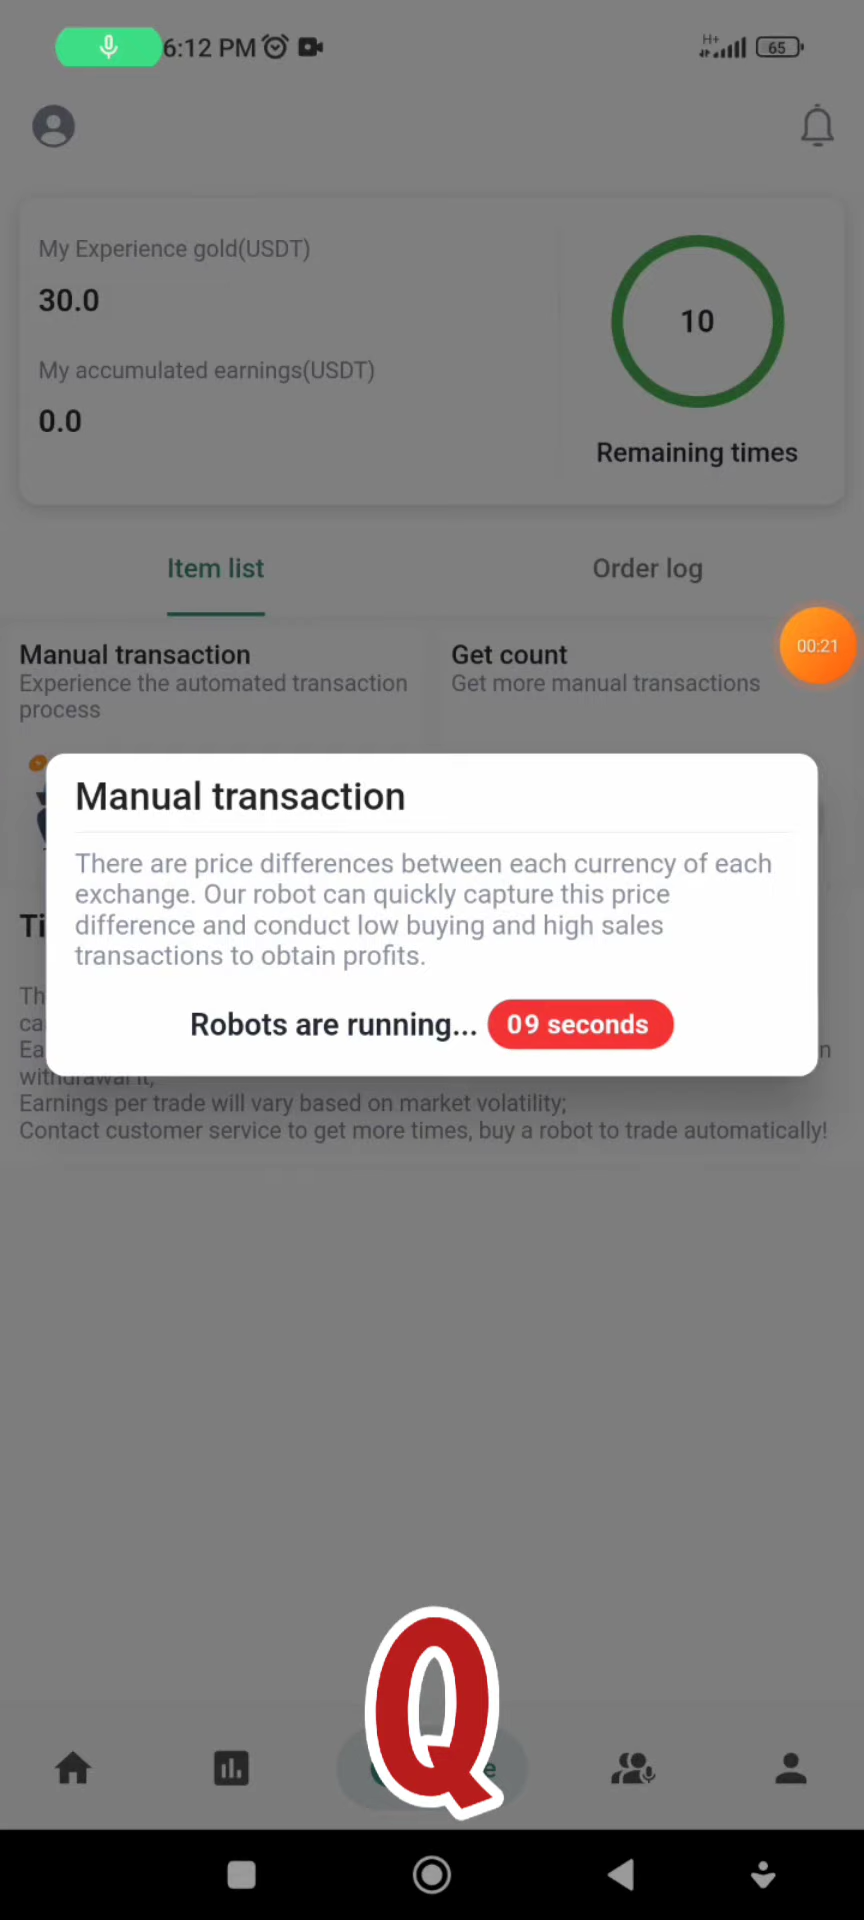 6:12 PM
H+
65
My Experience gold(USDT)
30.0
10
My accumulated earnings(USDT)
0.0
Remaining times
Item list
Order log
00:21
Manual transaction
Get count
Experience the automated transaction
process
Get more manual transactions
Manual transaction
There are price differences between each currency of each
exchange. Our robot can quickly capture this price
difference and conduct low buying and high sales
transactions to obtain profits.
Robots are running... 09 seconds
Earnings per trade will vary based on market volatility;
Contact customer service to get more times, buy a robot to trade automatically!
Q